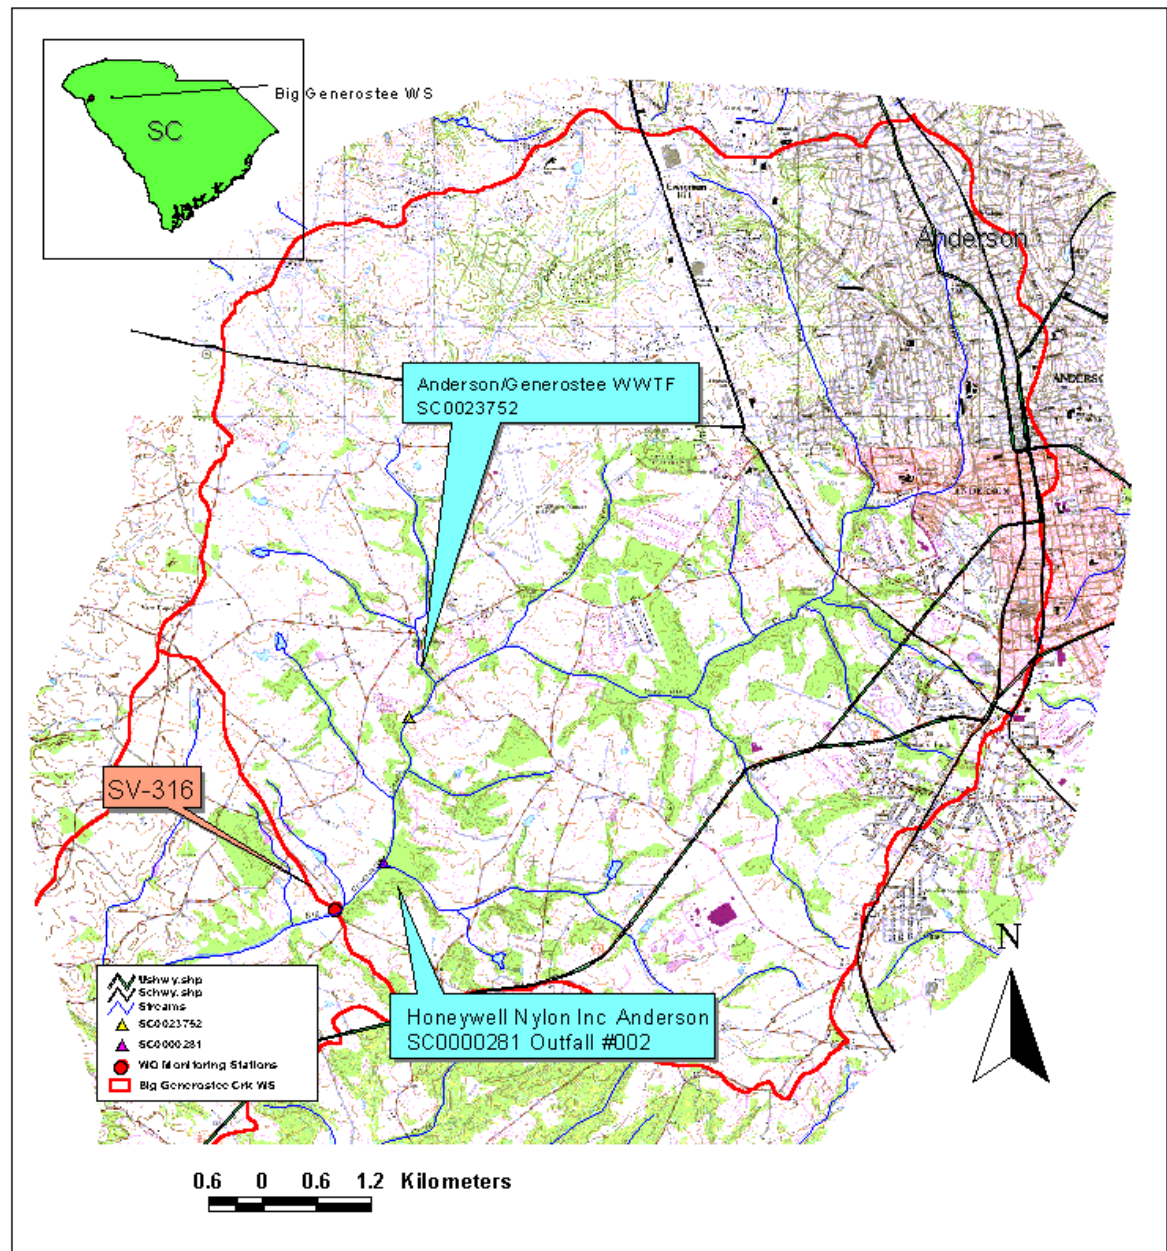 Big Generostee WS
SC
Anderson
Anderson/Generostee WWTF
SC0023752
SV-316
N
Ushwy.shp
Schwy.shp
Streams
SC0023752
SC0000281
WQ Monitoring Stations
Big Generostee Crk WS
Honeywell Nylon Inc Anderson
SC0000281 Outfall #002
0.6 0 0.6 1.2 Kilometers